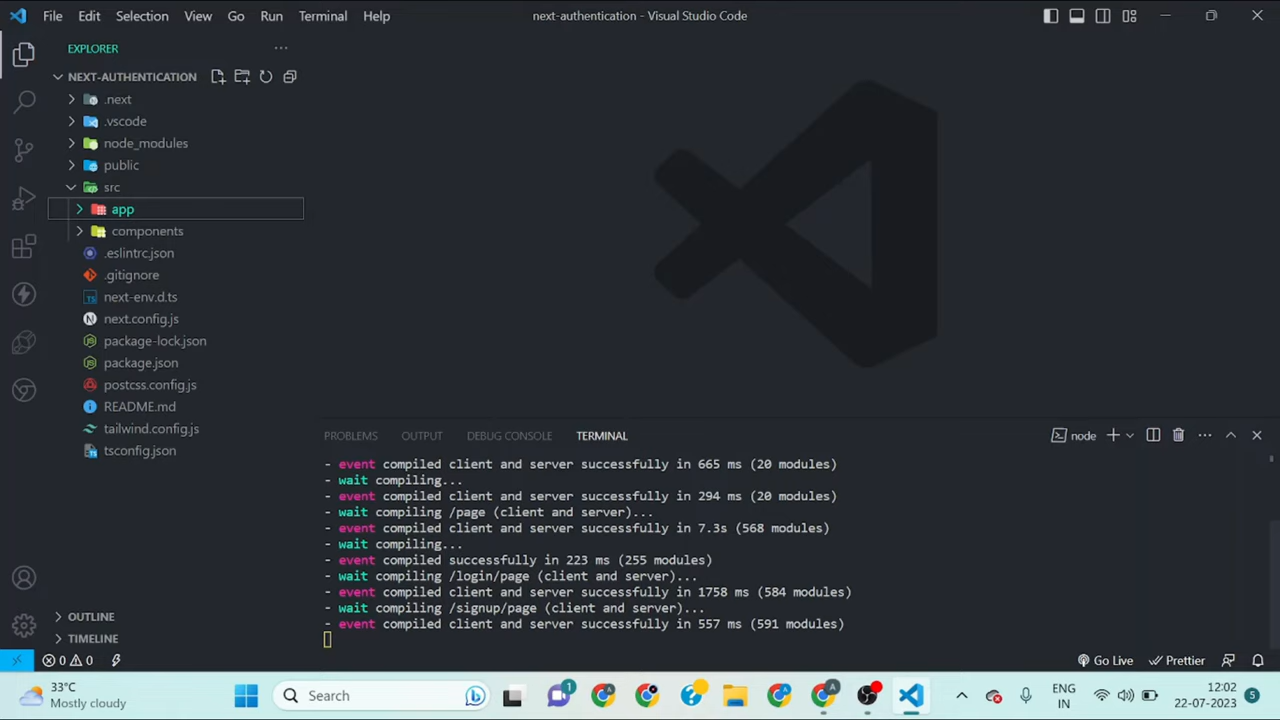 File Edit Selection View Go Run Terminal Help next-authentication - Visual Studio Code
EXPLORER
NEXT-AUTHENTICATION
.next
.vscode
node_modules
public
src
app
components
.eslintrc.json
.gitignore
next-env.d.ts
next.config.js
package-lock.json
package.json
postcss.config.js
README.md
tailwind.config.js
tsconfig.json
OUTLINE
TIMELINE
PROBLEMS OUTPUT DEBUG CONSOLE TERMINAL node
- event compiled client and server successfully in 665 ms (20 modules)
- wait compiling...
- event compiled client and server successfully in 294 ms (20 modules)
- wait compiling /page (client and server)...
- event compiled client and server successfully in 7.3s (568 modules)
- wait compiling...
- event compiled successfully in 223 ms (255 modules)
- wait compiling /login/page (client and server)...
- event compiled client and server successfully in 1758 ms (584 modules)
- wait compiling /signup/page (client and server)...
- event compiled client and server successfully in 557 ms (591 modules)
0 0 Go Live Prettier
33°C
Mostly cloudy
Search
1
ENG
IN
12:02
22-07-2023
5